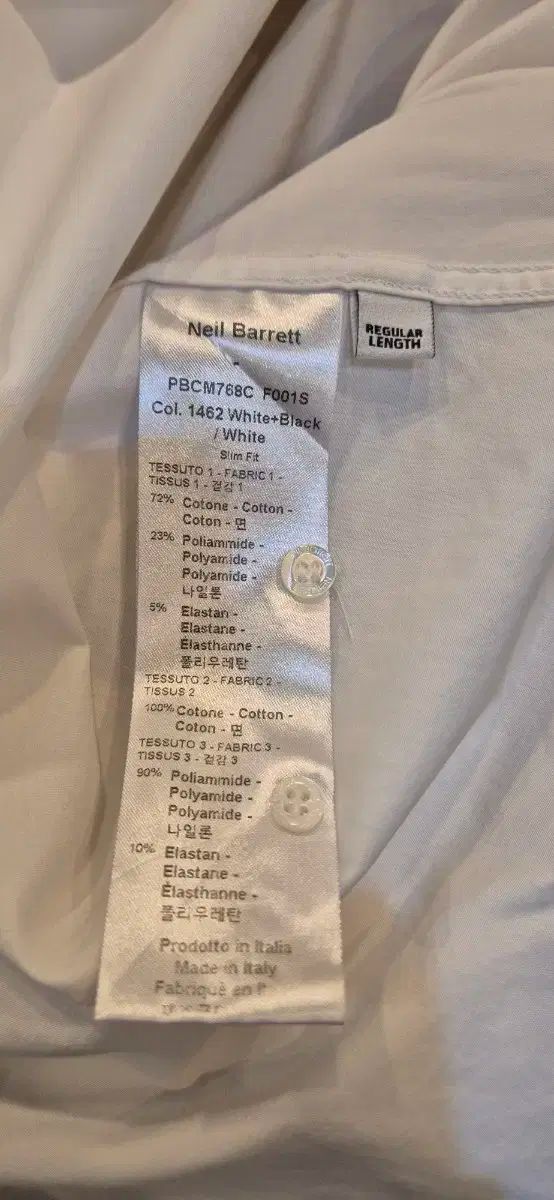 Neil Barrett
-
PBCM768C F001S
Col. 1462 White+Black
/ White
Slim Fit
TESSUTO 1 - FABRIC 1 -
TISSUS 1 - 겉감 1
72% Cotone - Cotton -
Coton - 면
23% Poliammide -
Polyamide -
Polyamide -
나일론
5% Elastan -
Elastane -
Élasthanne -
폴리우레탄
TESSUTO 2 - FABRIC 2 -
TISSUS 2
100% Cotone - Cotton -
Coton - 면
TESSUTO 3 - FABRIC 3 -
TISSUS 3 - 겉감 3
90% Poliammide -
Polyamide -
Polyamide -
나일론
10% Elastan -
Elastane -
Élasthanne -
폴리우레탄
Prodotto in Italia
Made in Italy
Fabriqué en
REGULAR
LENGTH